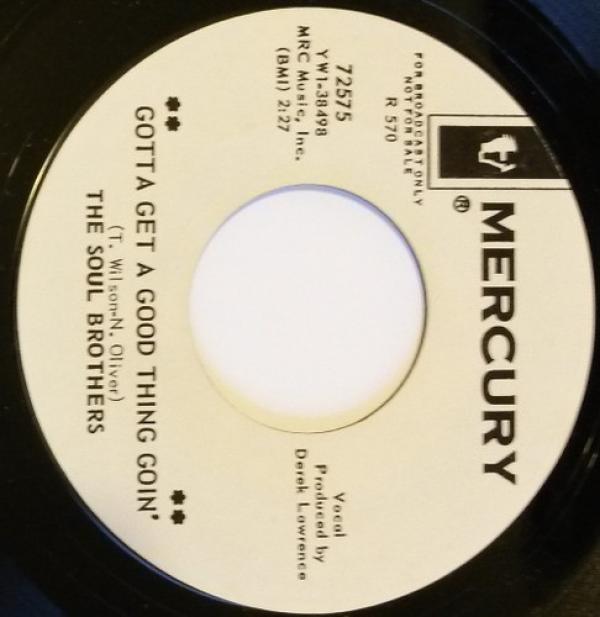 MERCURY
®
FOR BROADCAST ONLY
NOT FOR SALE
R 570
72575
YW1-38498
MRC Music, Inc.
(BMI) 2:27
Vocal
Produced by
Derek Lawrence
** GOTTA GET A GOOD THING GOIN' **
(T. Wilson-N. Oliver)
THE SOUL BROTHERS